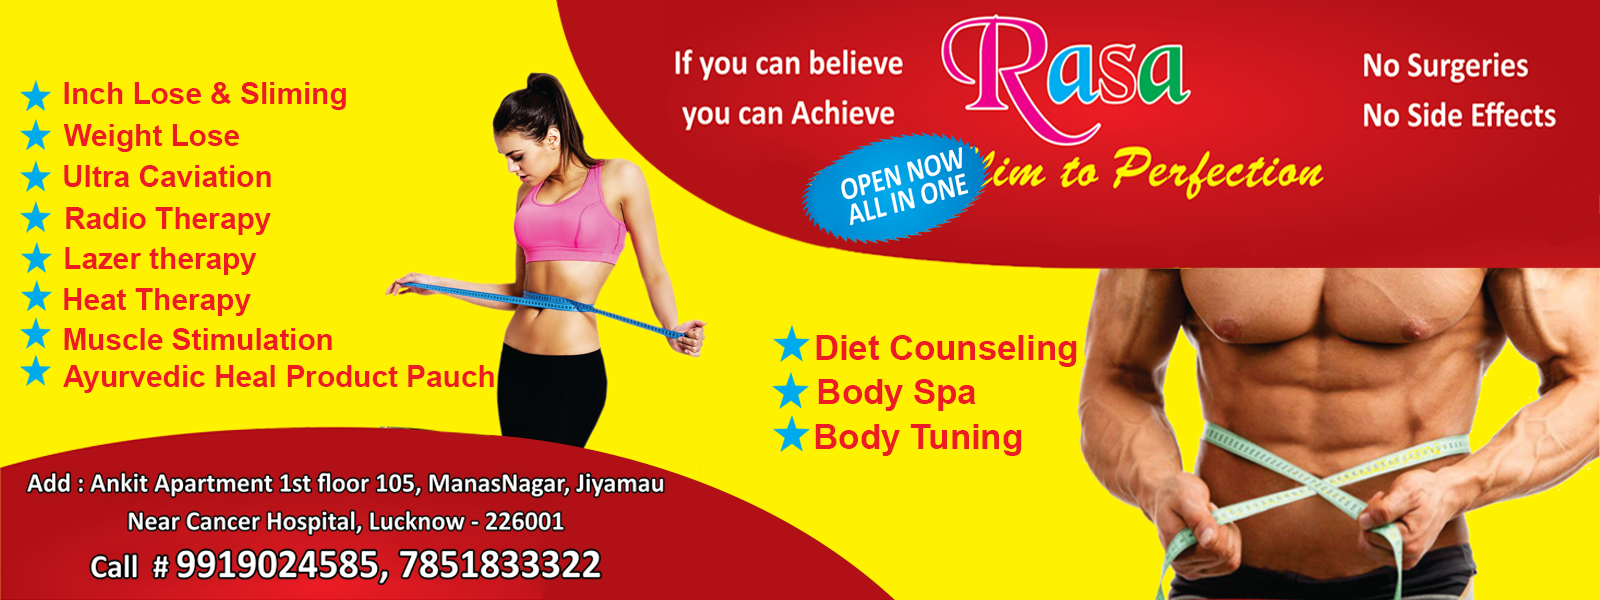 If you can believe
you can Achieve
Rasa
lim to Perfection
OPEN NOW
ALL IN ONE
No Surgeries
No Side Effects
Inch Lose & Sliming
Weight Lose
Ultra Caviation
Radio Therapy
Lazer therapy
Heat Therapy
Muscle Stimulation
Ayurvedic Heal Product Pauch
Diet Counseling
Body Spa
Body Tuning
Add : Ankit Apartment 1st floor 105, ManasNagar, Jiyamau
Near Cancer Hospital, Lucknow - 226001
Call # 9919024585, 7851833322